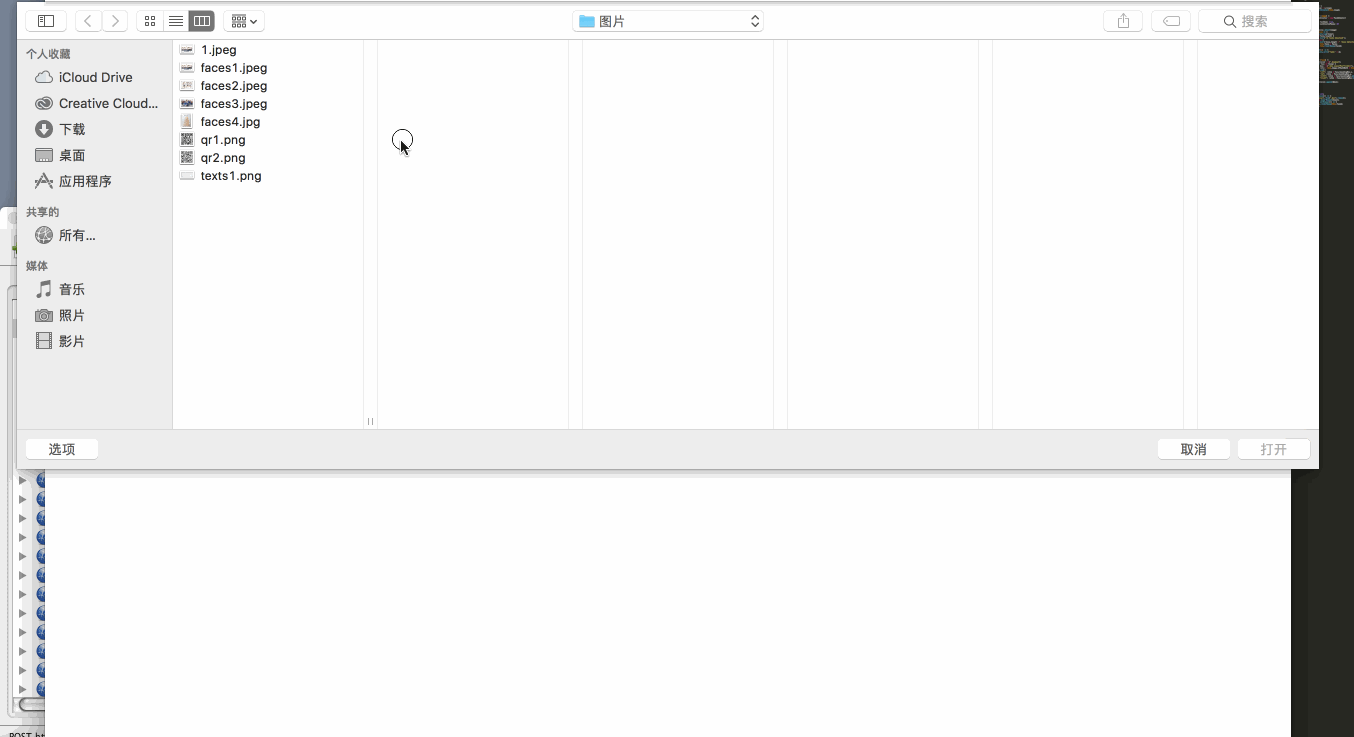 图片
搜索
个人收藏
iCloud Drive
Creative Cloud...
下载
桌面
应用程序
共享的
所有...
媒体
音乐
照片
影片
1.jpeg
faces1.jpeg
faces2.jpeg
faces3.jpeg
faces4.jpg
qr1.png
qr2.png
texts1.png
选项
取消
打开